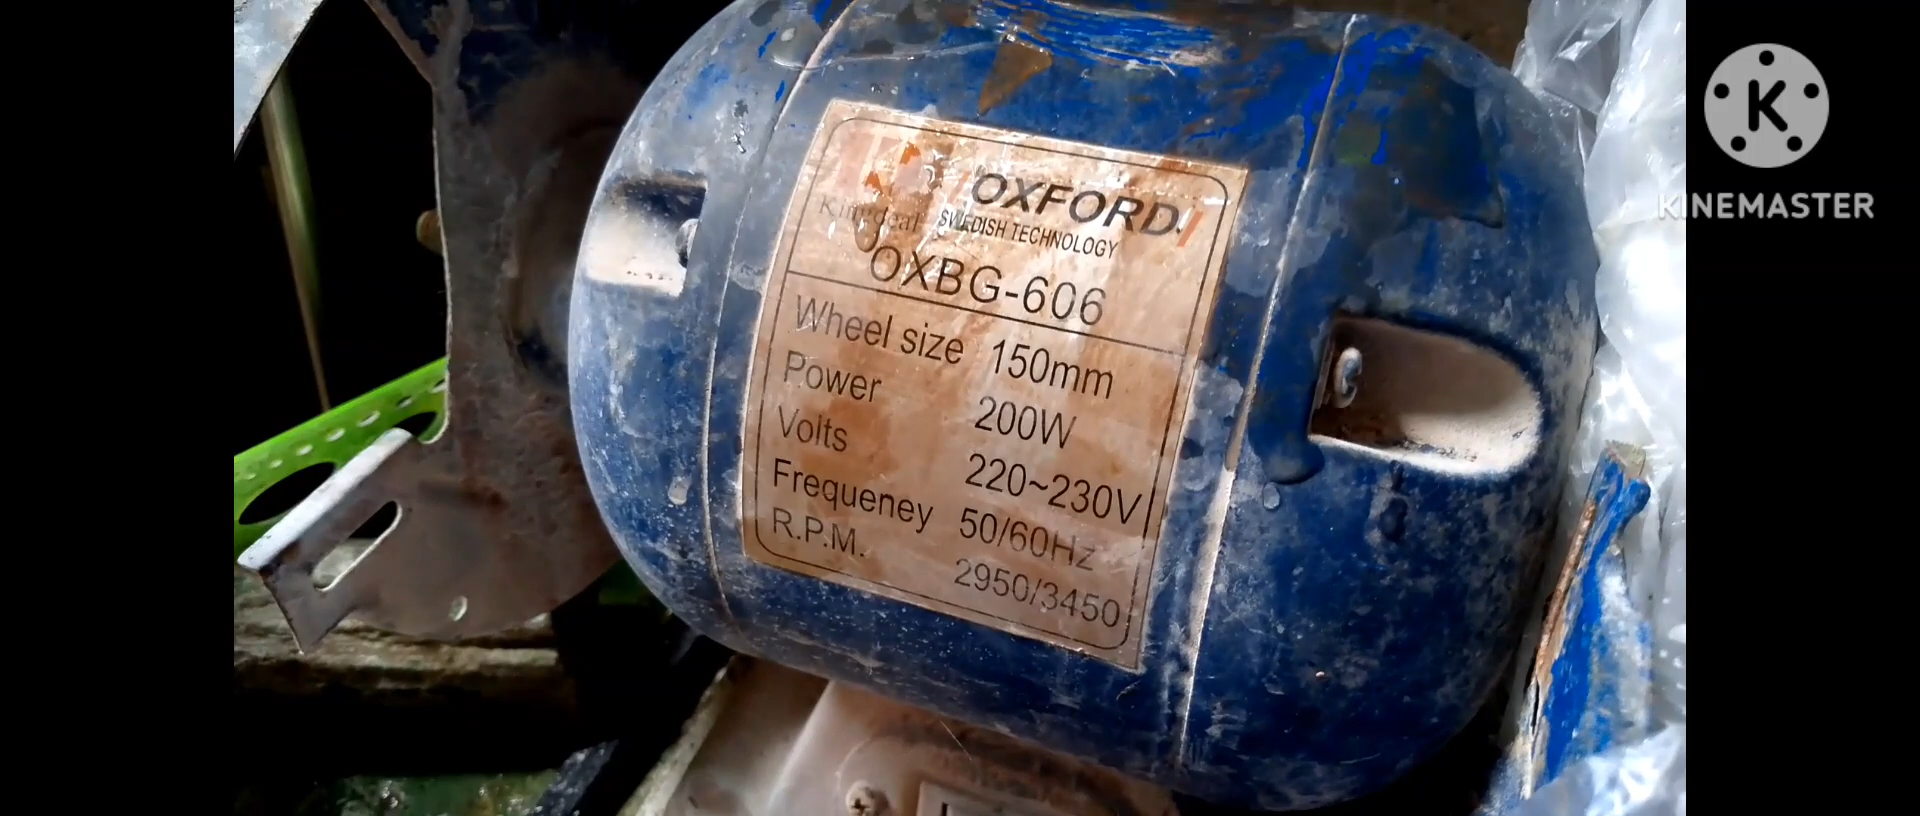 OXFORD
Kingdeal SWEDISH TECHNOLOGY
OXBG-606
Wheel size 150mm
Power 200W
Volts 220~230V
Frequeney 50/60Hz
R.P.M. 2950/3450
K
KINEMASTER